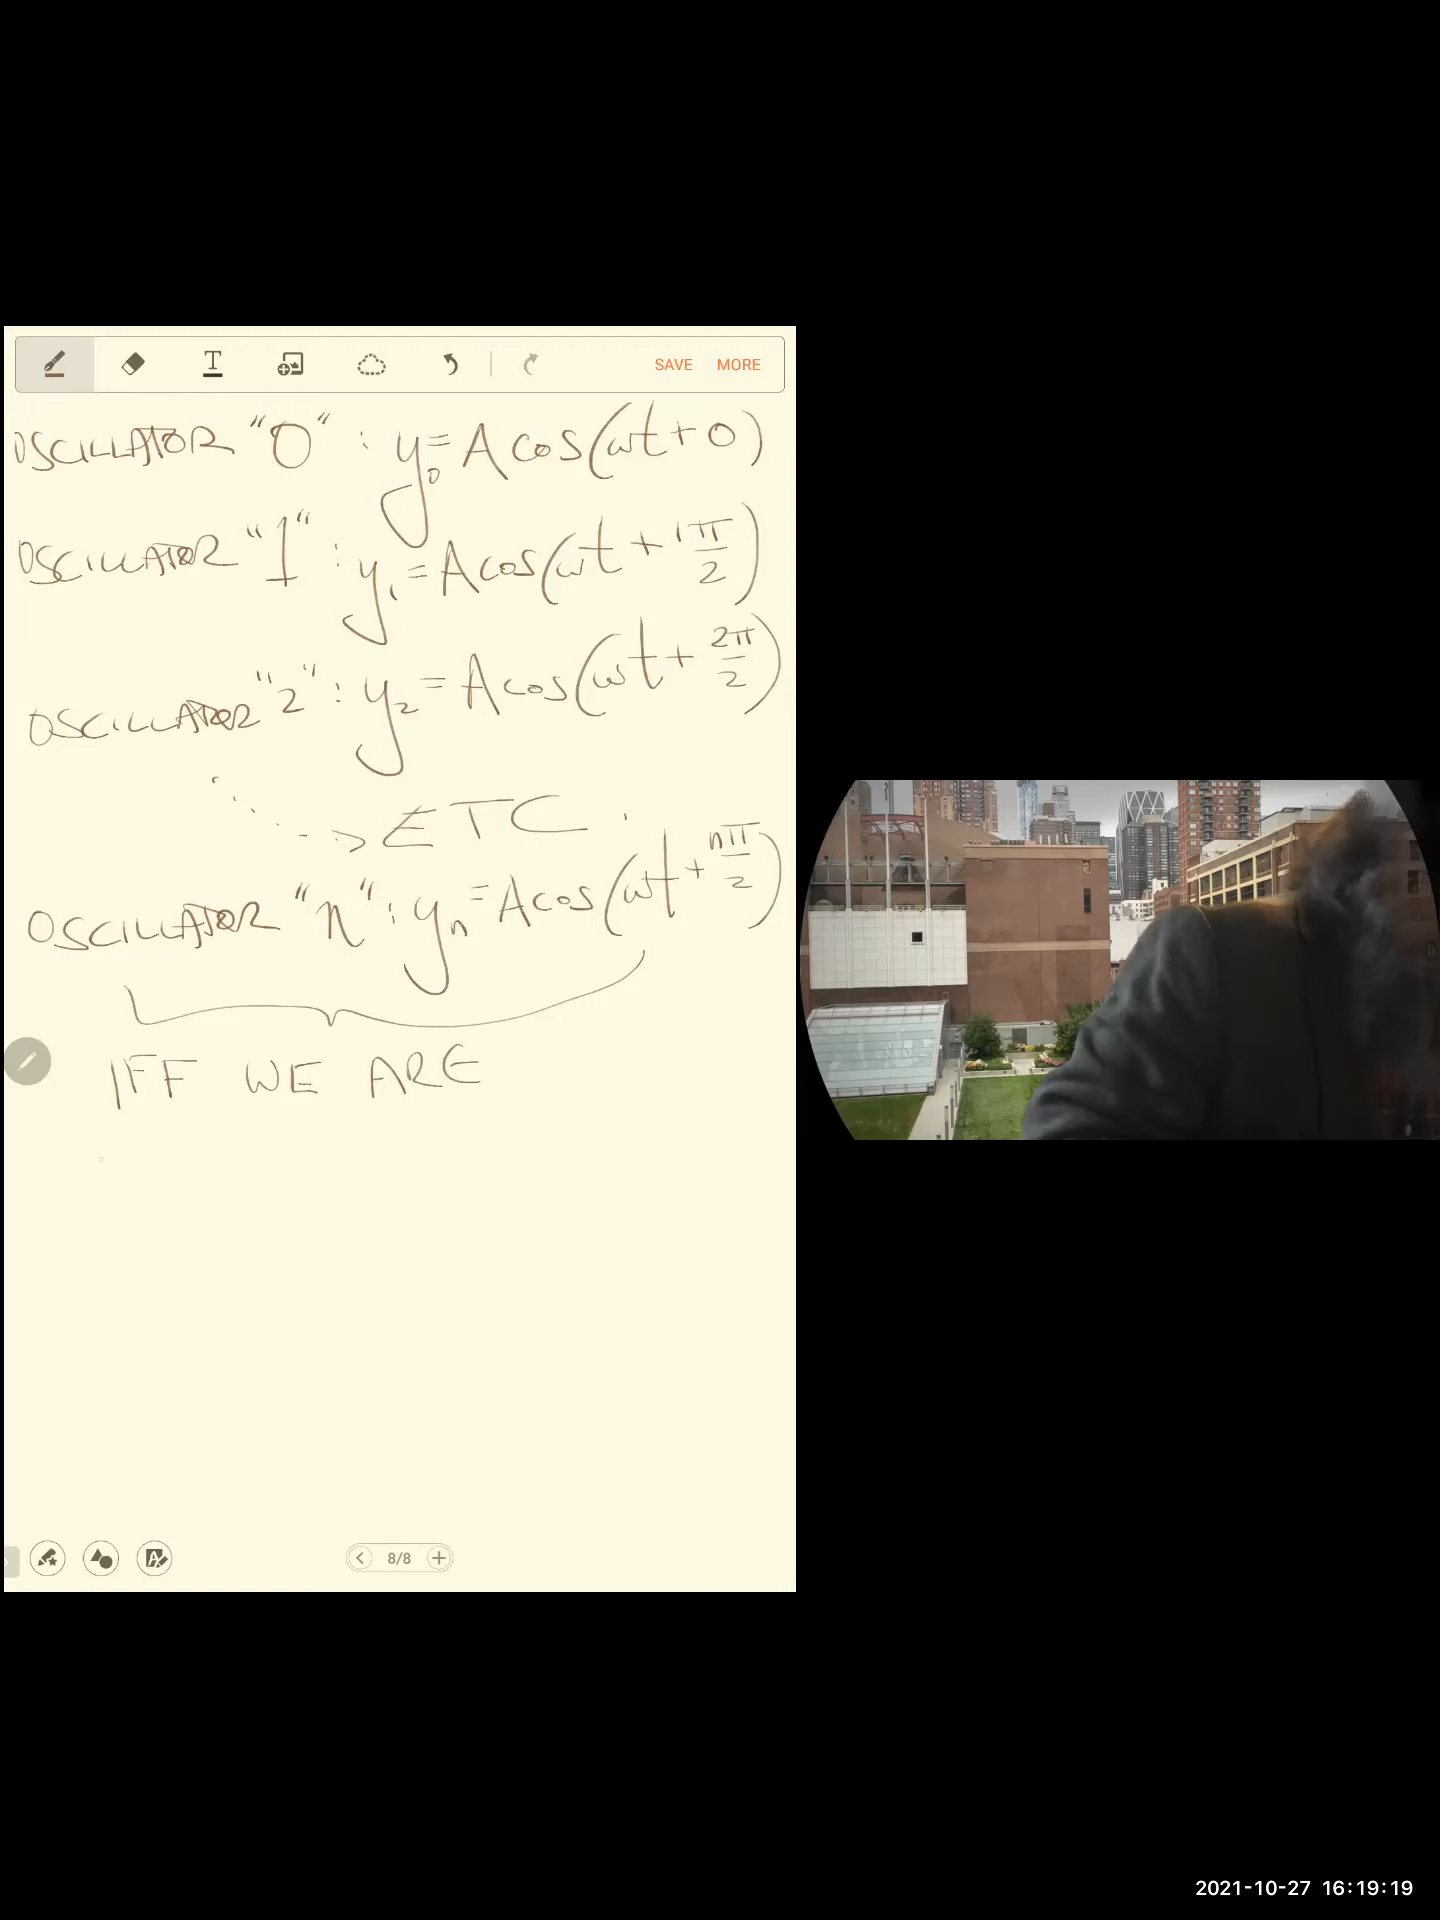 T
SAVE MORE
OSCILLATOR "0" : y₀ = A cos(ωt + 0)
OSCILLATOR "1" : y₁ = A cos(ωt + 1π/2)
OSCILLATOR "2" : y₂ = A cos(ωt + 2π/2)
ETC.
OSCILLATOR "n" : yₙ = A cos(ωt + nπ/2)
IFF WE ARE
A
8/8
2021-10-27 16:19:19